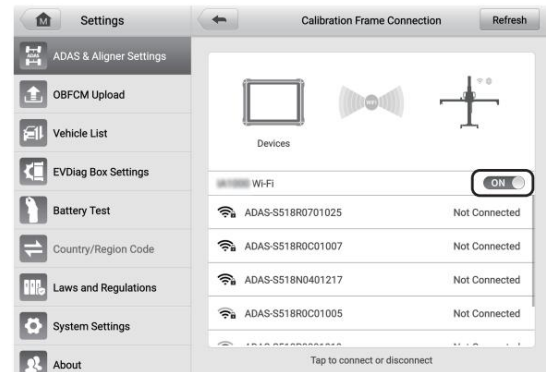 Settings
Calibration Frame Connection
Refresh
ADAS & Aligner Settings
OBFCM Upload
Vehicle List
EVDiag Box Settings
Battery Test
Country/Region Code
Laws and Regulations
System Settings
About
WiFi
Devices
Wi-Fi
ON
ADAS-S518R0701025 Not Connected
ADAS-S518R0C01007 Not Connected
ADAS-S518N0401217 Not Connected
ADAS-S518R0C01005 Not Connected
Tap to connect or disconnect